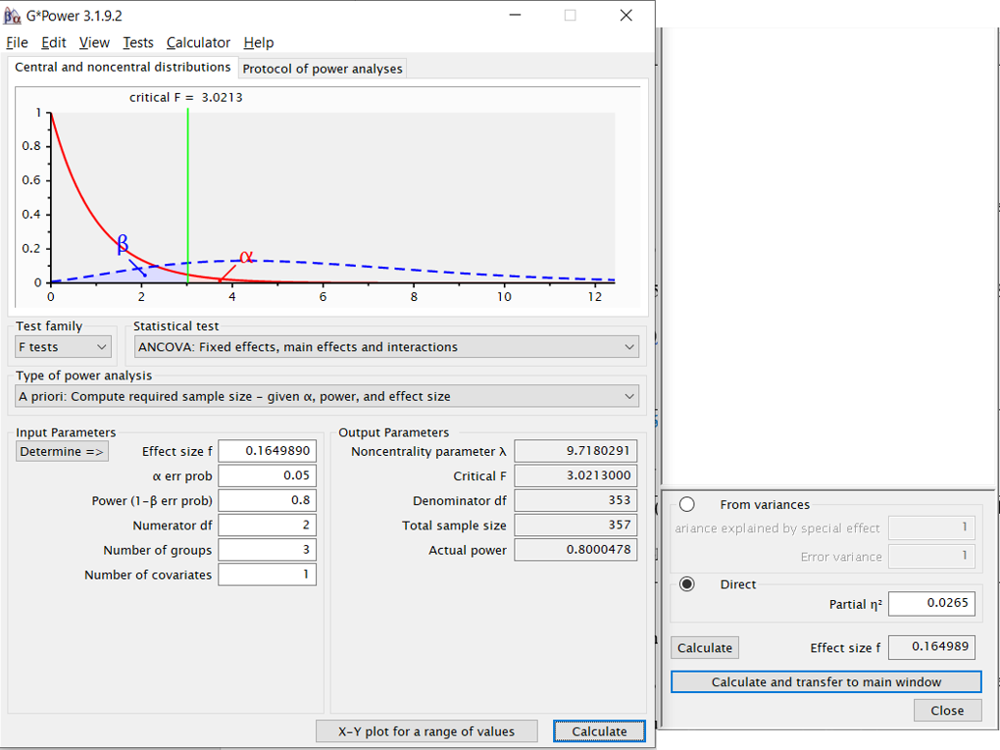 G*Power 3.1.9.2
File Edit View Tests Calculator Help
Central and noncentral distributions Protocol of power analyses
critical F = 3.0213
1
0.8
0.6
0.4
0.2
0
β
α
0 2 4 6 8 10 12
Test family Statistical test
F tests ANCOVA: Fixed effects, main effects and interactions
Type of power analysis
A priori: Compute required sample size – given α, power, and effect size
Input Parameters
Determine => Effect size f 0.1649890
α err prob 0.05
Power (1-β err prob) 0.8
Numerator df 2
Number of groups 3
Number of covariates 1
Output Parameters
Noncentrality parameter λ 9.7180291
Critical F 3.0213000
Denominator df 353
Total sample size 357
Actual power 0.8000478
X-Y plot for a range of values Calculate
From variances
ariance explained by special effect 1
Error variance 1
Direct
Partial η² 0.0265
Calculate Effect size f 0.164989
Calculate and transfer to main window
Close